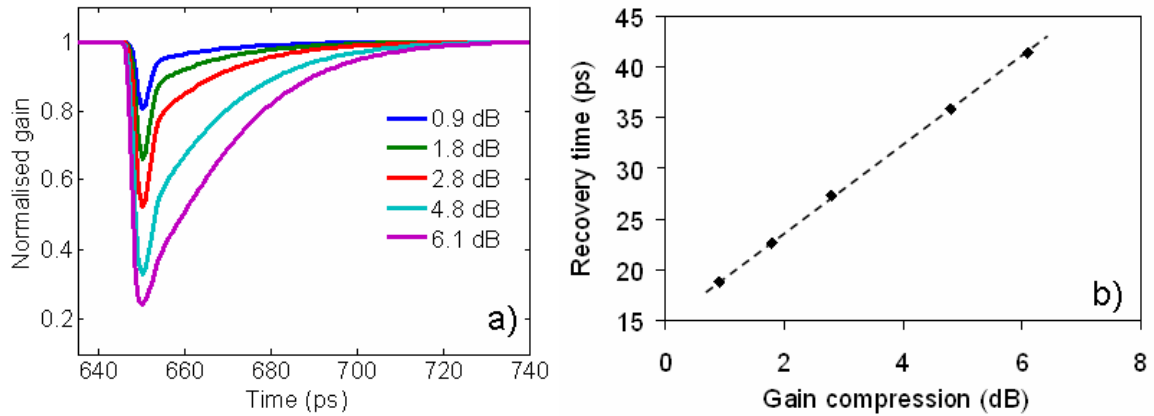 1
0.8
0.6
0.4
0.2
Normalised gain
640
660
680
700
720
740
Time (ps)
0.9 dB
1.8 dB
2.8 dB
4.8 dB
6.1 dB
a)
45
40
35
30
25
20
15
Recovery time (ps)
0
2
4
6
8
Gain compression (dB)
b)